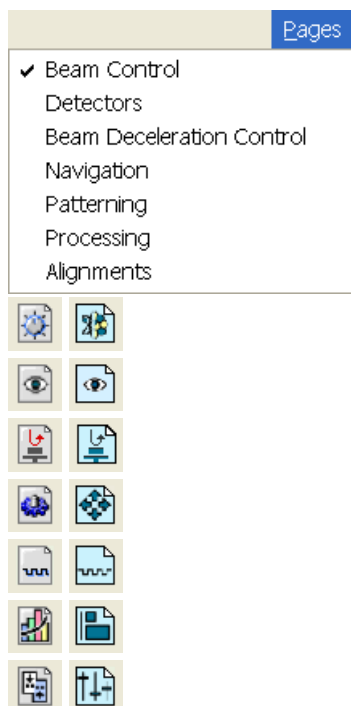 Pages
Beam Control
Detectors
Beam Deceleration Control
Navigation
Patterning
Processing
Alignments